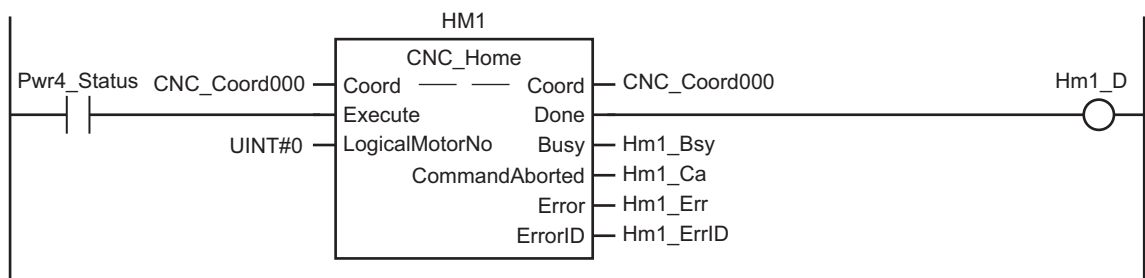 HM1
CNC_Home
Pwr4_Status CNC_Coord000 Coord Coord CNC_Coord000 Hm1_D
Execute Done
UINT#0 LogicalMotorNo Busy Hm1_Bsy
CommandAborted Hm1_Ca
Error Hm1_Err
ErrorID Hm1_ErrID